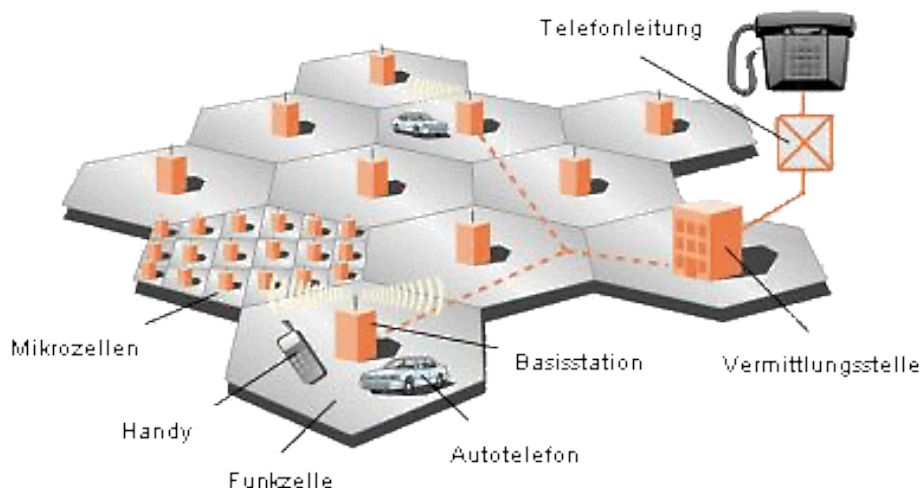 Telefonleitung
Mikrozellen
Basisstation
Vermittlungsstelle
Handy
Autotelefon
Funkzelle